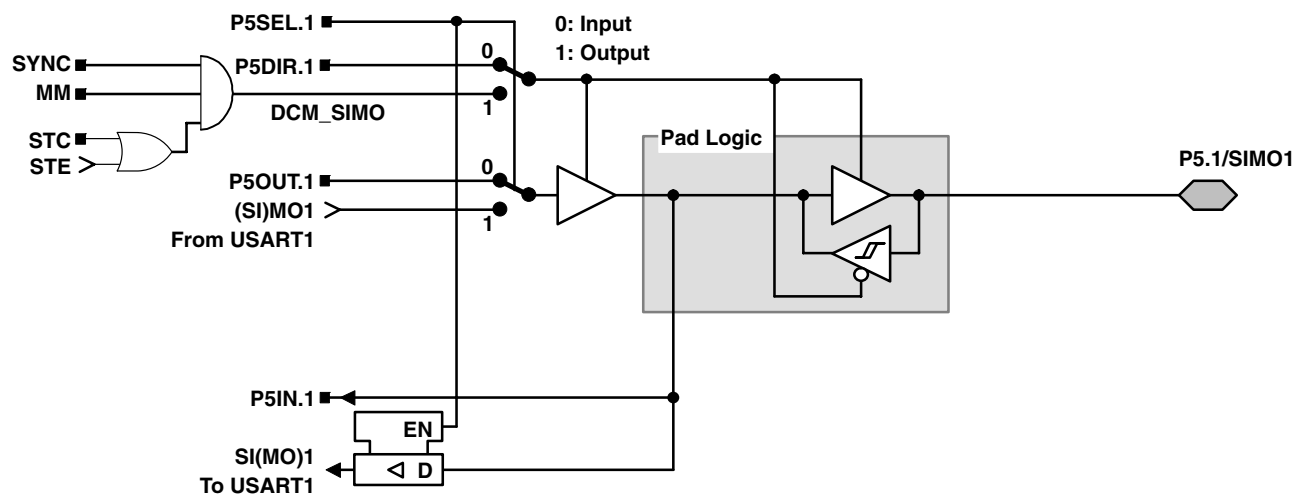 P5SEL.1
0: Input
1: Output
SYNC
P5DIR.1
0
MM
1
DCM_SIMO
STC
STE
Pad Logic
P5.1/SIMO1
P5OUT.1
0
(SI)MO1
1
From USART1
P5IN.1
EN
SI(MO)1
D
To USART1